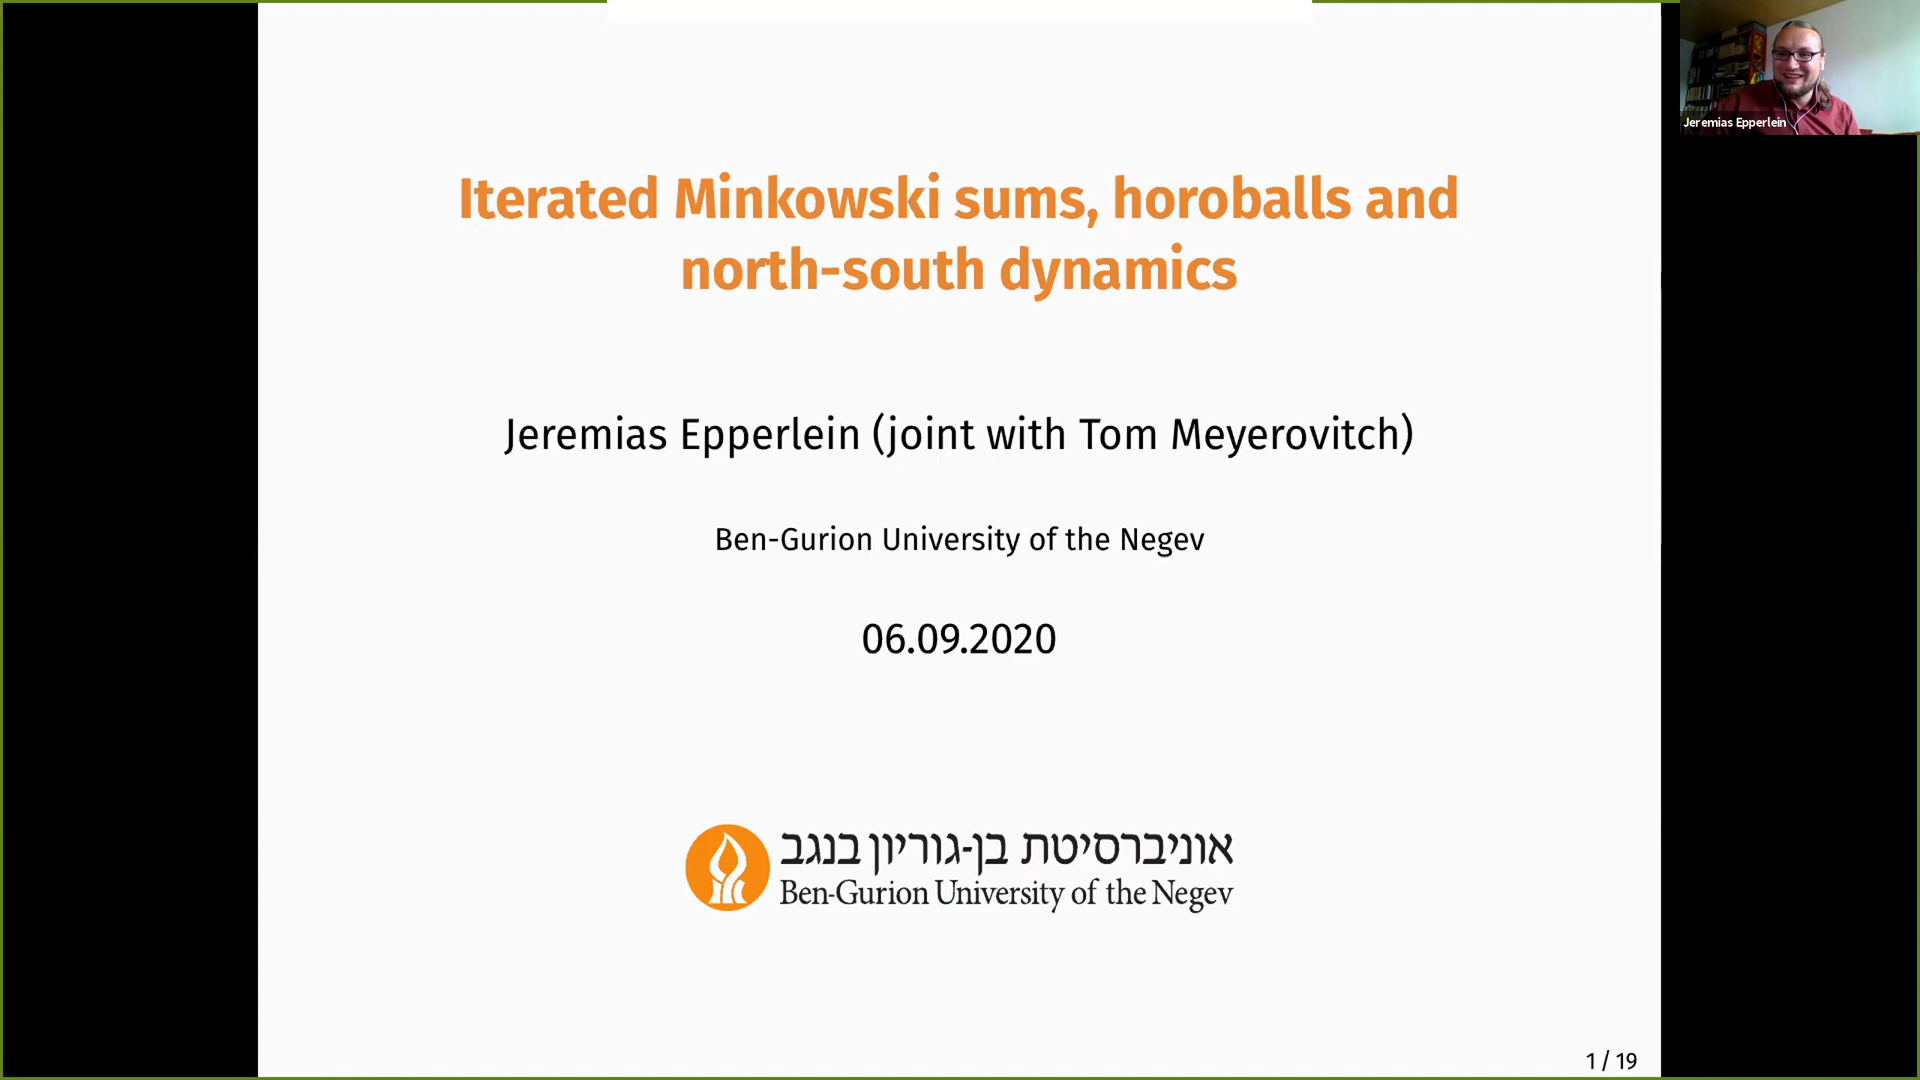 Iterated Minkowski sums, horoballs and
north-south dynamics
Jeremias Epperlein (joint with Tom Meyerovitch)
Ben-Gurion University of the Negev
06.09.2020
אוניברסיטת בן-גוריון בנגב
Ben-Gurion University of the Negev
1 / 19
Jeremias Epperlein